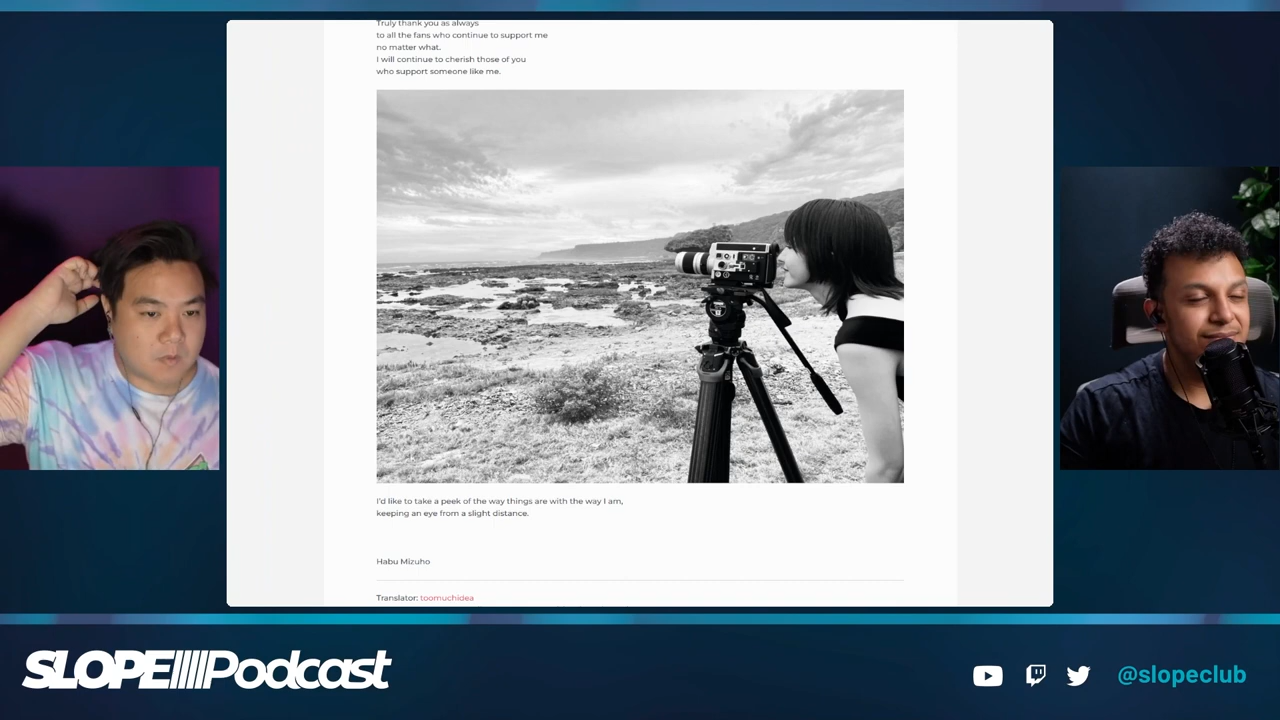 Truly thank you as always
to all the fans who continue to support me
no matter what.
I will continue to cherish those of you
who support someone like me.
I'd like to take a peek of the way things are with the way I am,
keeping an eye from a slight distance.
Habu Mizuho
Translator: toomuchidea
SLOPE Podcast
@slopeclub